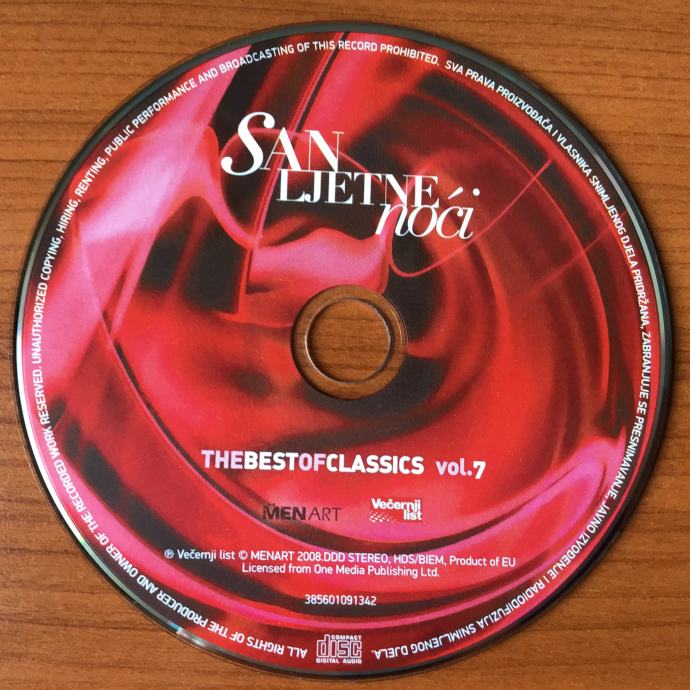 SAN
LJETNE
noći
THEBESTOFCLASSICS vol.7
MENART
Večernji
list
℗ Večernji list © MENART 2008.DDD STEREO, HDS/BIEM, Product of EU
Licensed from One Media Publishing Ltd.
385601091342
COMPACT
disc
DIGITAL AUDIO
ALL RIGHTS OF THE PRODUCER AND OWNER OF THE RECORDED WORK RESERVED. UNAUTHORIZED COPYING, HIRING, RENTING, PUBLIC PERFORMANCE AND BROADCASTING OF THIS RECORD PROHIBITED. SVA PRAVA PROIZVOĐAČA I VLASNIKA SNIMLJENOG DJELA PRIDRŽANA, ZABRANJUJE SE PRESNIMAVANJE, JAVNO IZVOĐENJE I RADIODIFUZIJA SNIMLJENOG DJELA.